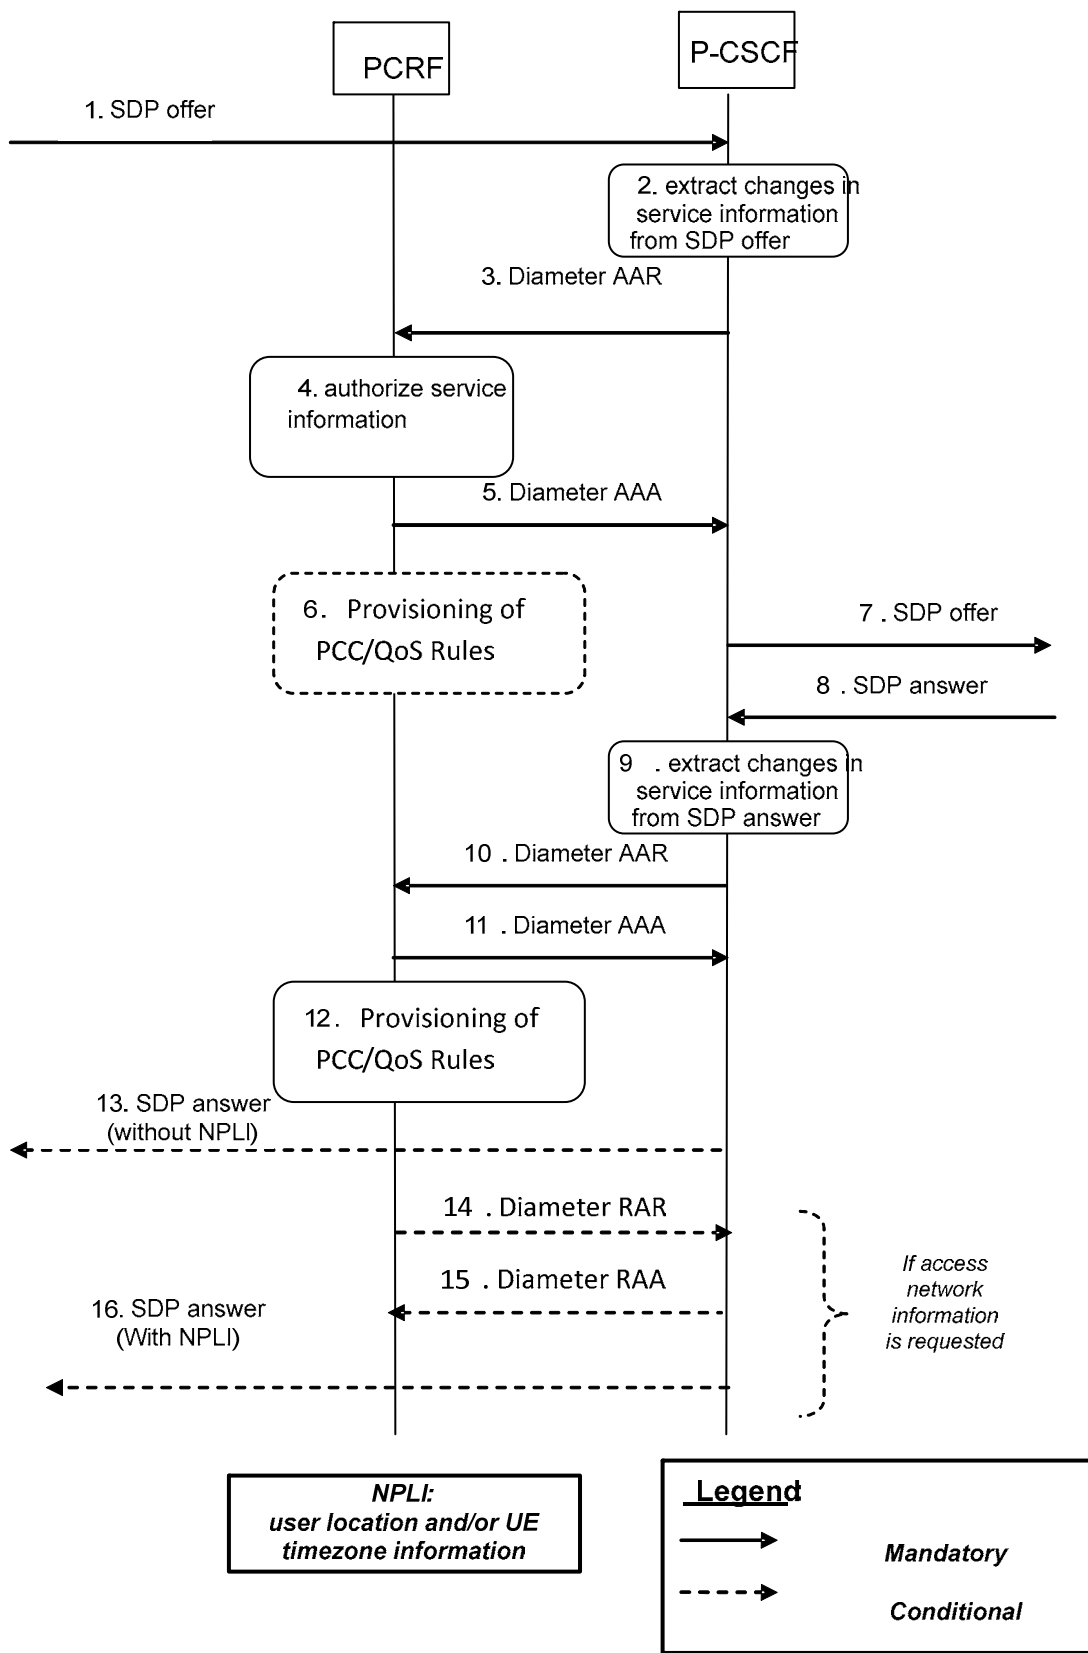 PCRF
P-CSCF
1. SDP offer
2. extract changes in
service information
from SDP offer
3. Diameter AAR
4. authorize service
information
5. Diameter AAA
6. Provisioning of
PCC/QoS Rules
7 . SDP offer
8 . SDP answer
9 . extract changes in
service information
from SDP answer
10 . Diameter AAR
11 . Diameter AAA
12. Provisioning of
PCC/QoS Rules
13. SDP answer
(without NPLI)
14 . Diameter RAR
15 . Diameter RAA
16. SDP answer
(With NPLI)
If access
network
information
is requested
NPLI:
user location and/or UE
timezone information
Legend
Mandatory
Conditional